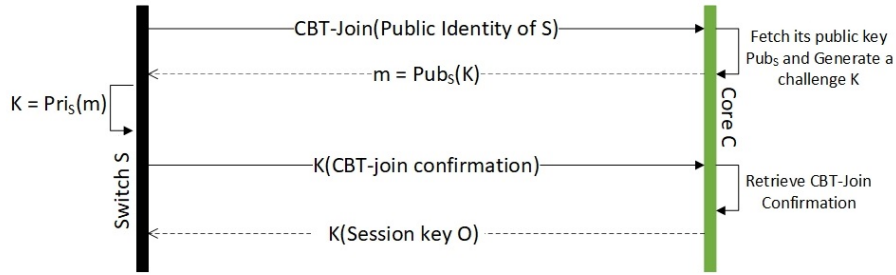 CBT-Join(Public Identity of S)
Fetch its public key
Pubₛ and Generate a
challenge K
m = Pubₛ(K)
K = Priₛ(m)
Switch S
Core C
K(CBT-join confirmation)
Retrieve CBT-Join
Confirmation
K(Session key O)